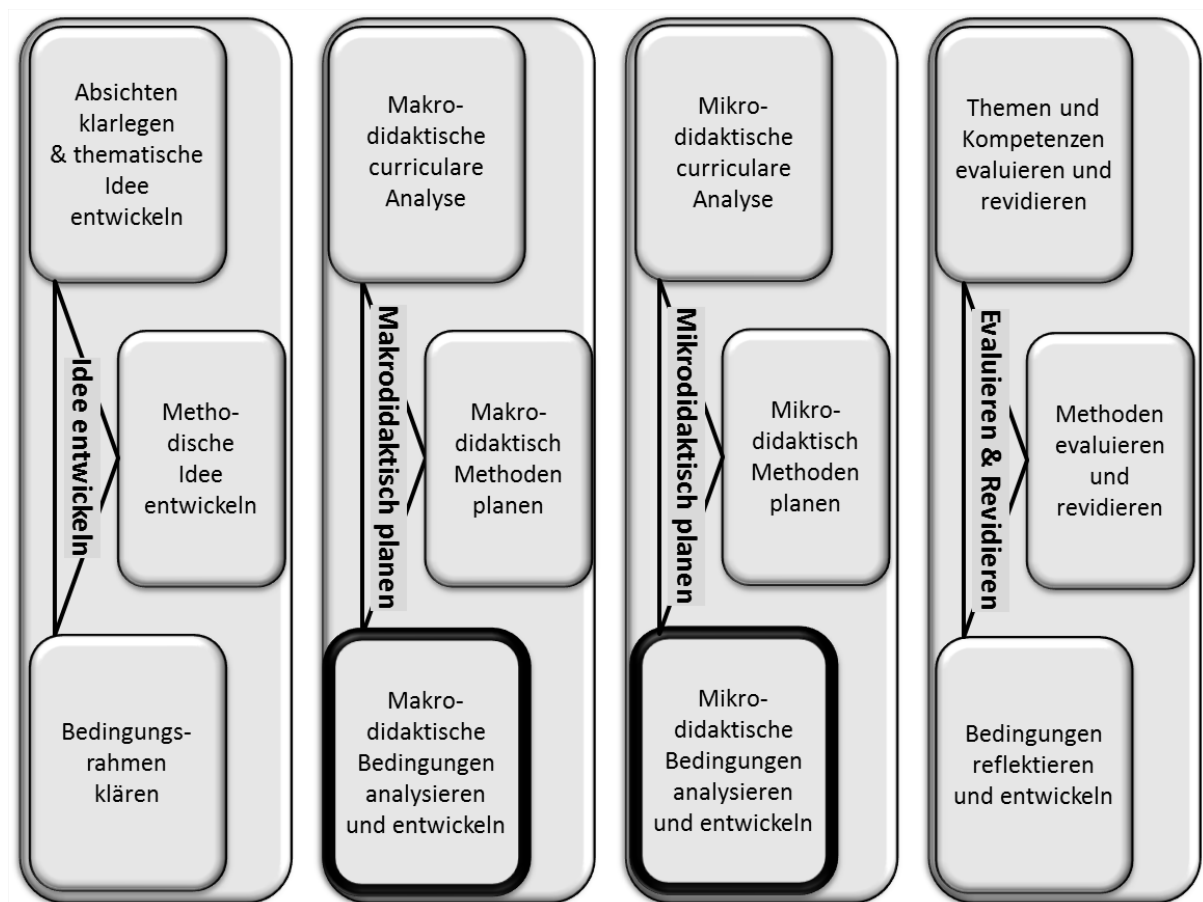 Absichten
klarlegen
& thematische
Idee
entwickeln
Idee entwickeln
Metho-
dische
Idee
entwickeln
Bedingungs-
rahmen
klären
Makro-
didaktische
curriculare
Analyse
Makrodidaktisch planen
Makro-
didaktisch
Methoden
planen
Makro-
didaktische
Bedingungen
analysieren
und entwickeln
Mikro-
didaktische
curriculare
Analyse
Mikrodidaktisch planen
Mikro-
didaktisch
Methoden
planen
Mikro-
didaktische
Bedingungen
analysieren
und entwickeln
Themen und
Kompetenzen
evaluieren und
revidieren
Evaluieren & Revidieren
Methoden
evaluieren
und
revidieren
Bedingungen
reflektieren
und entwickeln